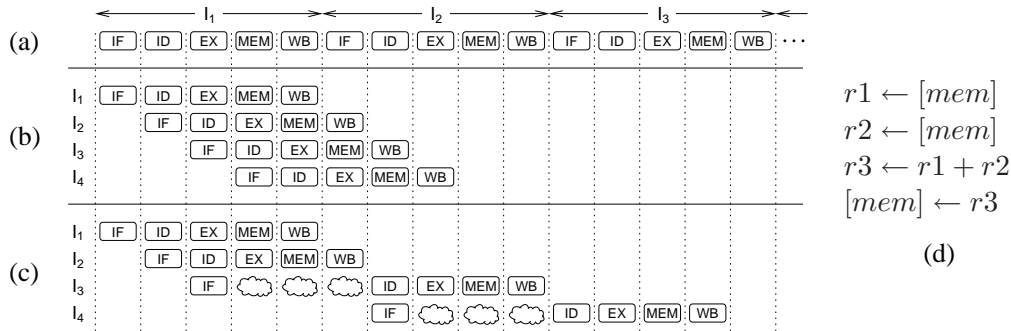 I1 I2 I3
(a) IF ID EX MEM WB IF ID EX MEM WB IF ID EX MEM WB ...
(b)
I1 IF ID EX MEM WB
I2 IF ID EX MEM WB
I3 IF ID EX MEM WB
I4 IF ID EX MEM WB
(c)
I1 IF ID EX MEM WB
I2 IF ID EX MEM WB
I3 IF ID EX MEM WB
I4 IF ID EX MEM WB
r1 ← [mem]
r2 ← [mem]
r3 ← r1 + r2
[mem] ← r3
(d)